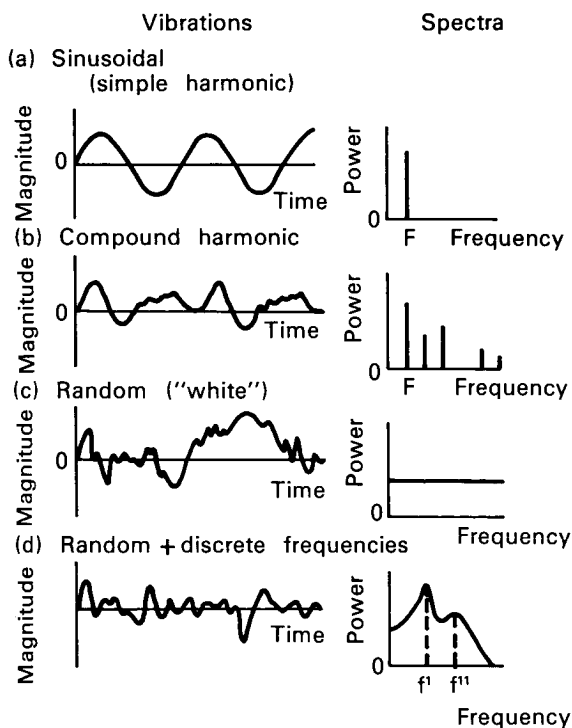 Vibrations Spectra
(a) Sinusoidal
(simple harmonic)
Magnitude
0
Time
Power
0
F Frequency
(b) Compound harmonic
Magnitude
0
Time
Power
0
F Frequency
(c) Random ("white")
Magnitude
0
Time
Power
0
Frequency
(d) Random + discrete frequencies
Magnitude
0
Time
Power
0
f¹ f¹¹
Frequency